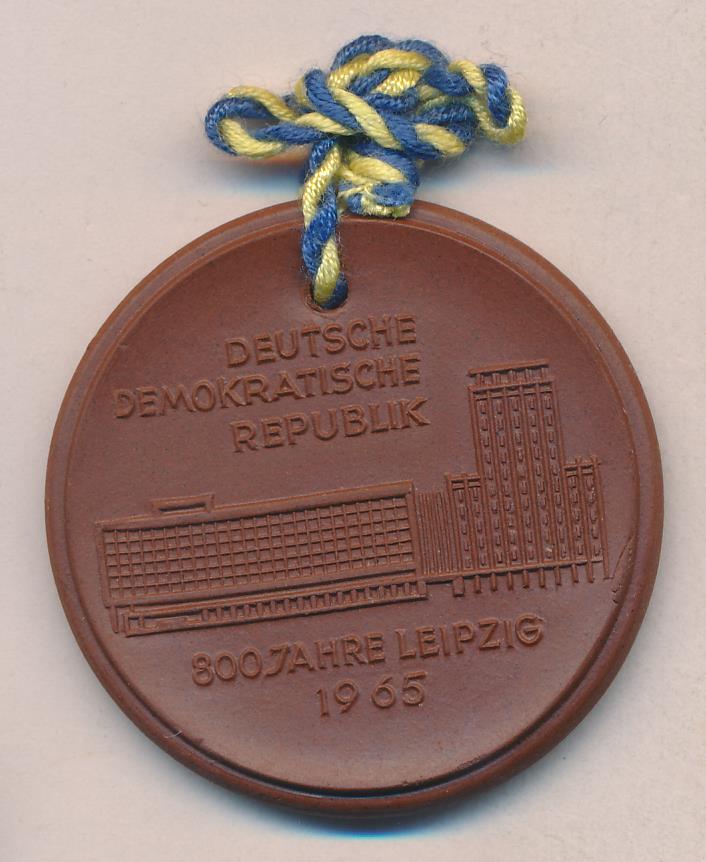 DEUTSCHE
DEMOKRATISCHE
REPUBLIK
800 JAHRE LEIPZIG
1965